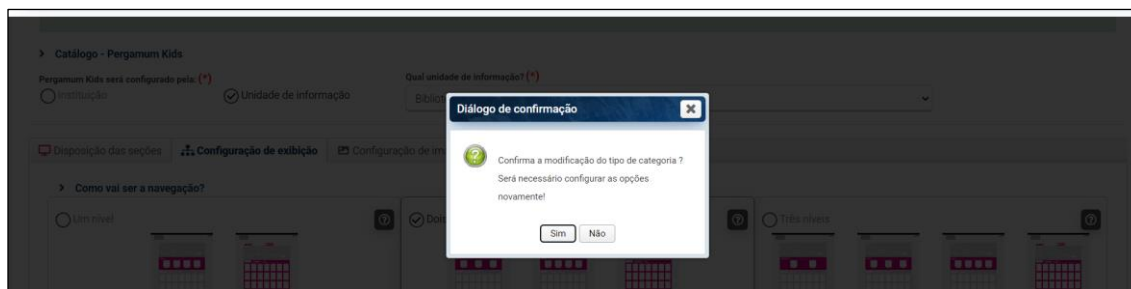 Catálogo - Pergamum Kids
Pergamum Kids será configurado pela: (*)
Qual unidade de informação? (*)
Instituição
Unidade de informação
Diálogo de confirmação
Disposição das seções
Configuração de exibição
Configuração de
Confirma a modificação do tipo de categoria ?
Será necessário configurar as opções
novamente!
Como vai ser a navegação?
Um nível
Três níveis
Sim
Não